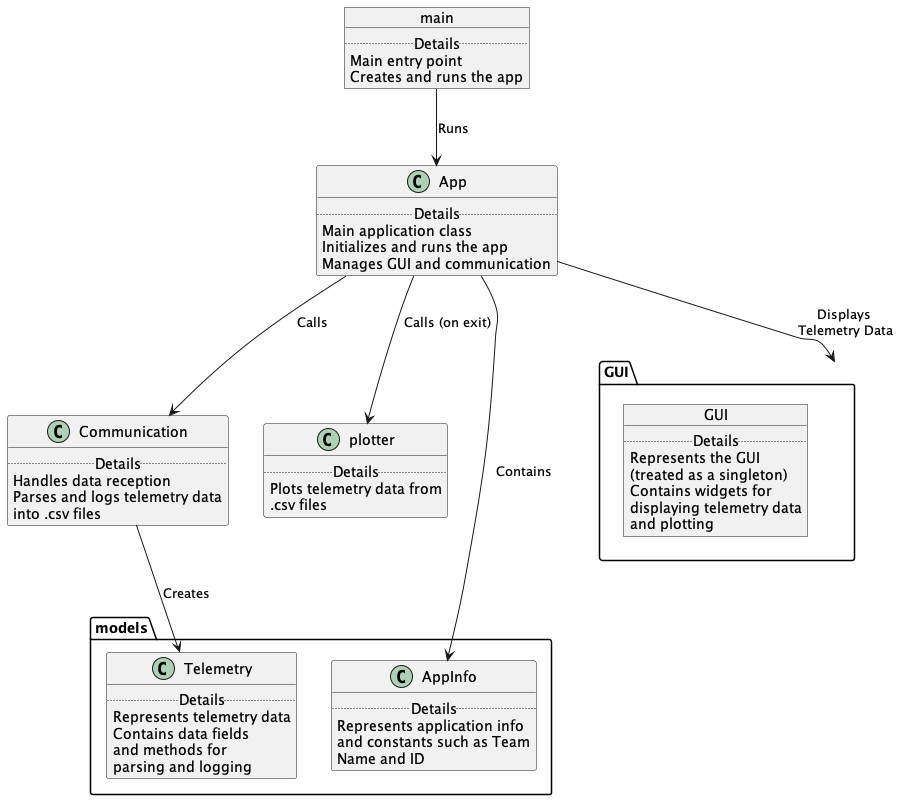 main
Details
Main entry point
Creates and runs the app
Runs
C App
Details
Main application class
Initializes and runs the app
Manages GUI and communication
Calls
Calls (on exit)
Displays
Telemetry Data
GUI
GUI
Details
Represents the GUI
(treated as a singleton)
Contains widgets for
displaying telemetry data
and plotting
C Communication
Details
Handles data reception
Parses and logs telemetry data
into .csv files
C plotter
Details
Plots telemetry data from
.csv files
Contains
Creates
models
C Telemetry
Details
Represents telemetry data
Contains data fields
and methods for
parsing and logging
C AppInfo
Details
Represents application info
and constants such as Team
Name and ID